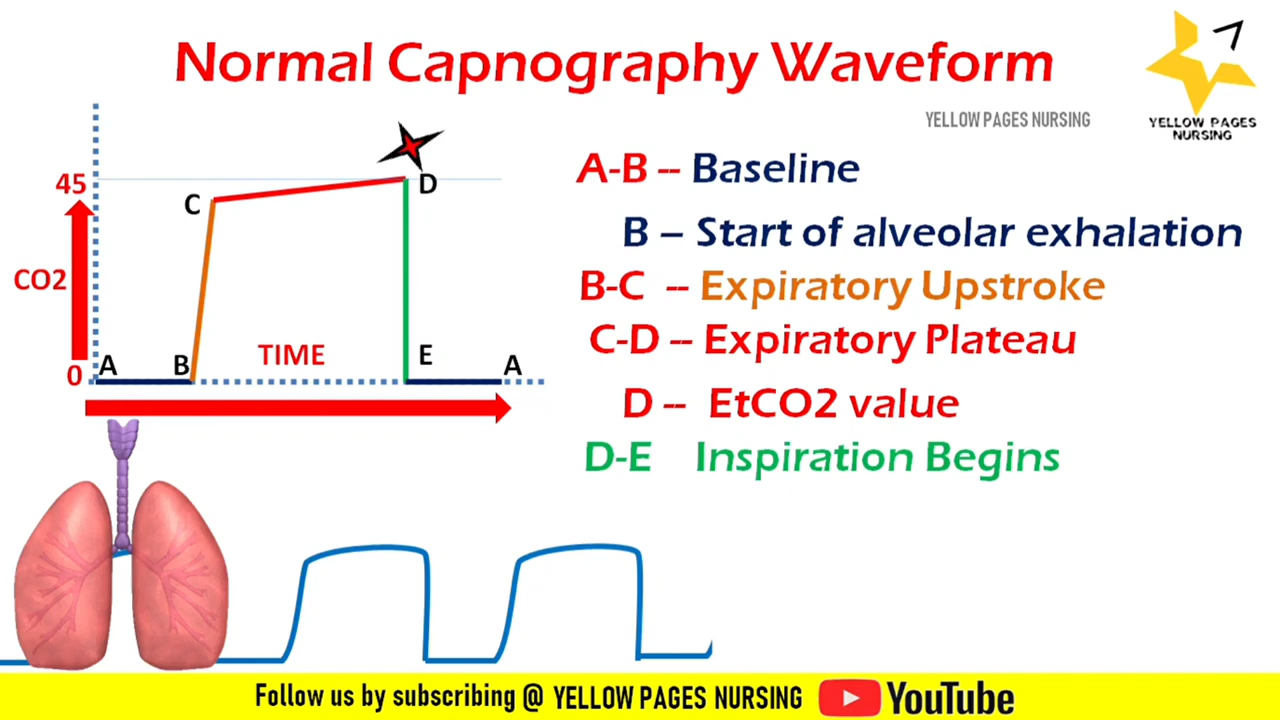 Normal Capnography Waveform
YELLOW PAGES
NURSING
YELLOW PAGES NURSING
45
C
D
CO2
0
A
B
TIME
E
A
A-B -- Baseline
B – Start of alveolar exhalation
B-C -- Expiratory Upstroke
C-D -- Expiratory Plateau
D -- EtCO2 value
D-E Inspiration Begins
Follow us by subscribing @ YELLOW PAGES NURSING YouTube